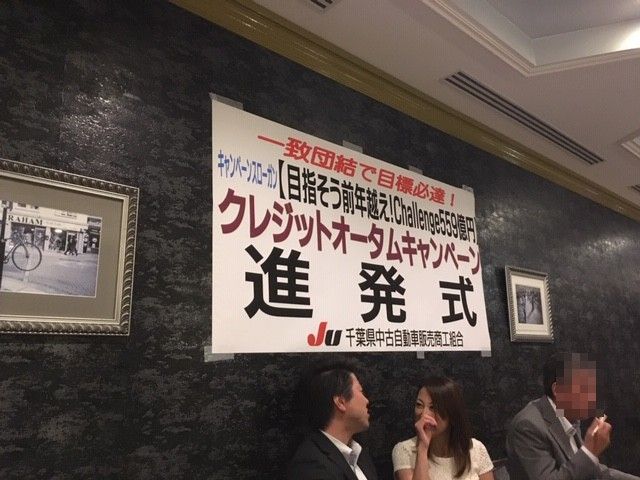 一致団結で目標必達!
キャンペーンスローガン【目指そう前年越え!Challenge559億円】
クレジットオータムキャンペーン
進発式
JU 千葉県中古自動車販売商工組合
RAHAM